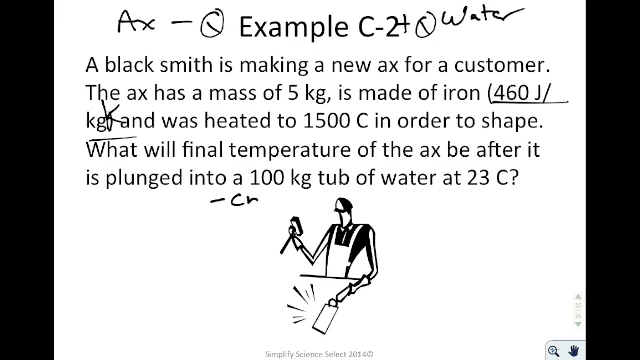 Ax - Q + Q Water
Example C-2
A black smith is making a new ax for a customer.
The ax has a mass of 5 kg, is made of iron (460 J/
kgK and was heated to 1500 C in order to shape.
What will final temperature of the ax be after it
is plunged into a 100 kg tub of water at 23 C?
- cm
Simplify Science Select 2014©